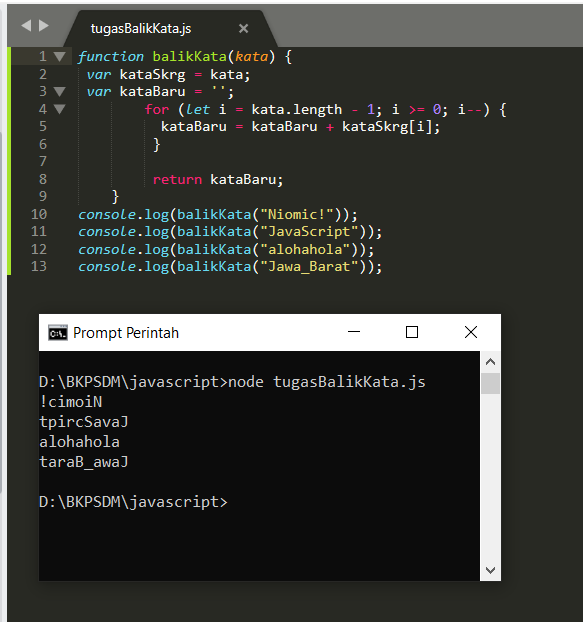 tugasBalikKata.js
1 function balikKata(kata) {
2 var kataSkrg = kata;
3 var kataBaru = '';
4 for (let i = kata.length - 1; i >= 0; i--) {
5 kataBaru = kataBaru + kataSkrg[i];
6 }
7
8 return kataBaru;
9 }
10 console.log(balikKata("Niomic!"));
11 console.log(balikKata("JavaScript"));
12 console.log(balikKata("alohahola"));
13 console.log(balikKata("Jawa_Barat"));
C:\. Prompt Perintah
D:\BKPSDM\javascript>node tugasBalikKata.js
!cimoiN
tpircSavaJ
alohahola
taraB_awaJ
D:\BKPSDM\javascript>